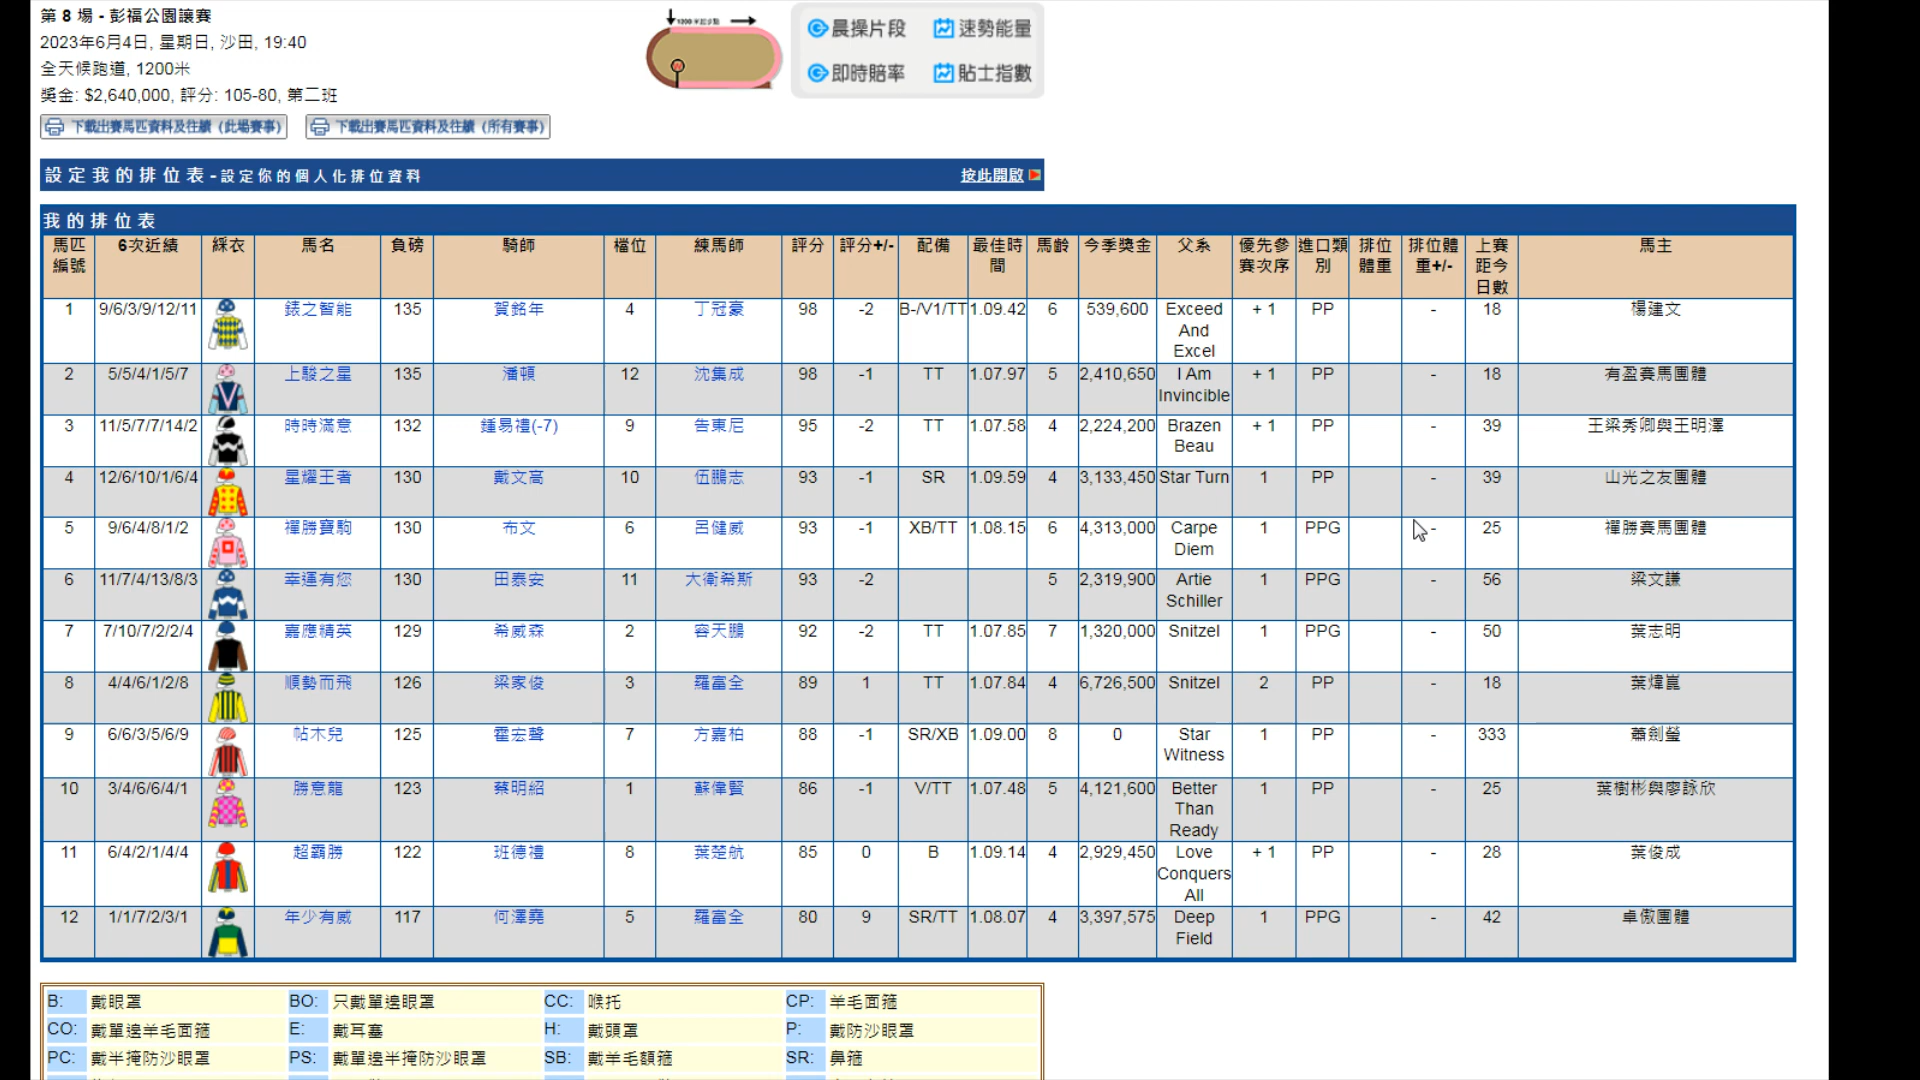 第 8 場 - 彭福公園讓賽
2023年6月4日, 星期日, 沙田, 19:40
全天候跑道, 1200米
獎金: $2,640,000, 評分: 105-80, 第二班
1200 米起步點
晨操片段 速勢能量
即時賠率 貼士指數
下載出賽馬匹資料及往績 (此場賽事) 下載出賽馬匹資料及往績 (所有賽事)
設定我的排位表 - 設定你的個人化排位資料 按此開啟
我的排位表
馬匹編號 6次近績 綵衣 馬名 負磅 騎師 檔位 練馬師 評分 評分+/- 配備 最佳時間 馬齡 今季獎金 父系 優先參賽次序 進口類別 排位體重 排位體重+/- 上賽距今日數 馬主
1 9/6/3/9/12/11 錶之智能 135 賀銘年 4 丁冠豪 98 -2 B-/V1/TT 1.09.42 6 539,600 Exceed And Excel + 1 PP - 18 楊建文
2 5/5/4/1/5/7 上駿之星 135 潘頓 12 沈集成 98 -1 TT 1.07.97 5 2,410,650 I Am Invincible + 1 PP - 18 有盈賽馬團體
3 11/5/7/7/14/2 時時滿意 132 鍾易禮(-7) 9 告東尼 95 -2 TT 1.07.58 4 2,224,200 Brazen Beau + 1 PP - 39 王梁秀卿與王明澤
4 12/6/10/1/6/4 星耀王者 130 戴文高 10 伍鵬志 93 -1 SR 1.09.59 4 3,133,450 Star Turn 1 PP - 39 山光之友團體
5 9/6/4/8/1/2 禪勝寶駒 130 布文 6 呂健威 93 -1 XB/TT 1.08.15 6 4,313,000 Carpe Diem 1 PPG - 25 禪勝賽馬團體
6 11/7/4/13/8/3 幸運有您 130 田泰安 11 大衛希斯 93 -2 5 2,319,900 Artie Schiller 1 PPG - 56 梁文謙
7 7/10/7/2/2/4 嘉應精英 129 希威森 2 容天鵬 92 -2 TT 1.07.85 7 1,320,000 Snitzel 1 PPG - 50 葉志明
8 4/4/6/1/2/8 順勢而飛 126 梁家俊 3 羅富全 89 1 TT 1.07.84 4 6,726,500 Snitzel 2 PP - 18 葉煒崑
9 6/6/3/5/6/9 帖木兒 125 霍宏聲 7 方嘉柏 88 -1 SR/XB 1.09.00 8 0 Star Witness 1 PP - 333 蕭劍瑩
10 3/4/6/6/4/1 勝意龍 123 蔡明紹 1 蘇偉賢 86 -1 V/TT 1.07.48 5 4,121,600 Better Than Ready 1 PP - 25 葉樹彬與廖詠欣
11 6/4/2/1/4/4 超霸勝 122 班德禮 8 葉楚航 85 0 B 1.09.14 4 2,929,450 Love Conquers All + 1 PP - 28 葉俊成
12 1/1/7/2/3/1 年少有威 117 何澤堯 5 羅富全 80 9 SR/TT 1.08.07 4 3,397,575 Deep Field 1 PPG - 42 卓傲團體
B: 戴眼罩 BO: 只戴單邊眼罩 CC: 喉托 CP: 羊毛面箍
CO: 戴單邊羊毛面箍 E: 戴耳塞 H: 戴頭罩 P: 戴防沙眼罩
PC: 戴半掩防沙眼罩 PS: 戴單邊半掩防沙眼罩 SB: 戴羊毛額箍 SR: 鼻箍